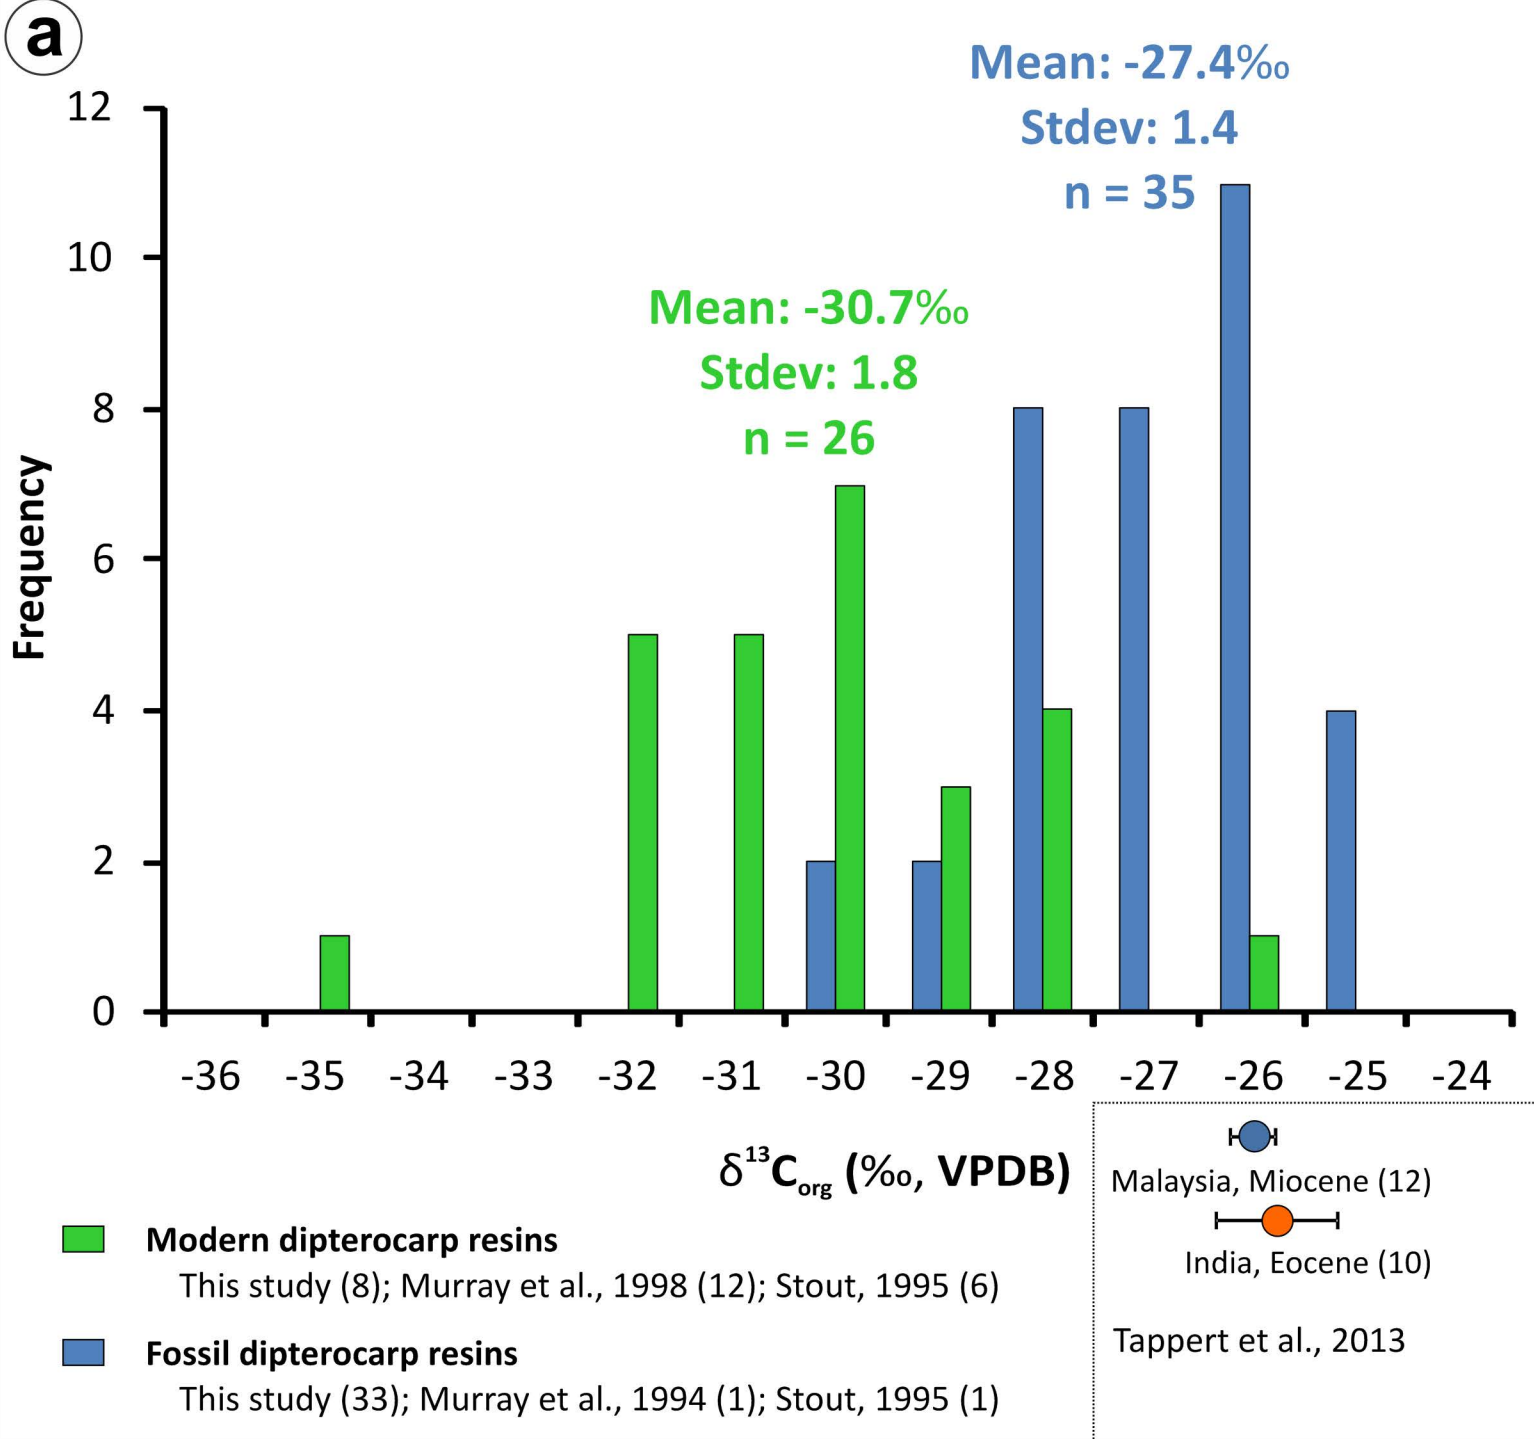 a
Mean: -27.4‰
Stdev: 1.4
n = 35
Mean: -30.7‰
Stdev: 1.8
n = 26
12
10
8
6
4
2
0
Frequency
-36 -35 -34 -33 -32 -31 -30 -29 -28 -27 -26 -25 -24
δ¹³Corg (‰, VPDB)
Malaysia, Miocene (12)
India, Eocene (10)
Tappert et al., 2013
Modern dipterocarp resins
This study (8); Murray et al., 1998 (12); Stout, 1995 (6)
Fossil dipterocarp resins
This study (33); Murray et al., 1994 (1); Stout, 1995 (1)